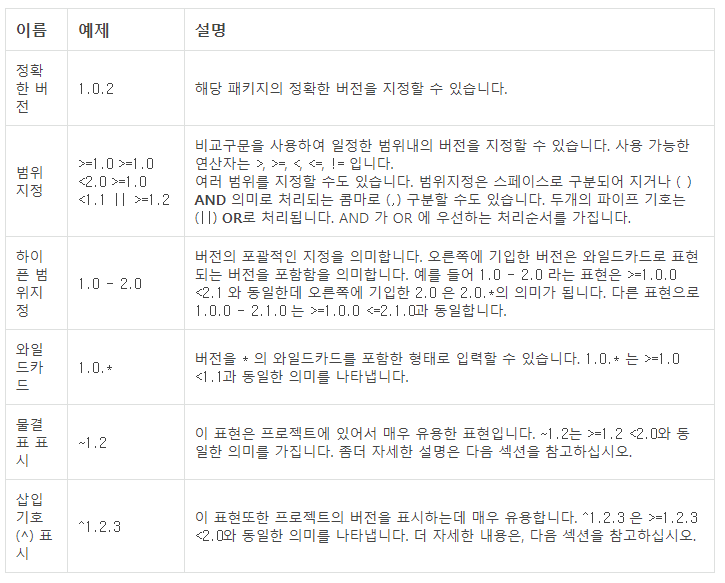 이름
예제
설명
정확
한 버
전
1.0.2
해당 패키지의 정확한 버전을 지정할 수 있습니다.
범위
지정
>=1.0 >=1.0
<2.0 >=1.0
<1.1 || >=1.2
비교구문을 사용하여 일정한 범위내의 버전을 지정할 수 있습니다. 사용 가능한
연산자는 >, >=, <, <=, != 입니다.
여러 범위를 지정할 수도 있습니다. 범위지정은 스페이스로 구분되어 지거나 ( )
AND 의미로 처리되는 콤마로 (,) 구분할 수도 있습니다. 두개의 파이프 기호는
(||) OR로 처리됩니다. AND 가 OR 에 우선하는 처리순서를 가집니다.
하이
픈 범
위지
정
1.0 - 2.0
버전의 포괄적인 지정을 의미합니다. 오른쪽에 기입한 버전은 와일드카드로 표현
되는 버전을 포함함을 의미합니다. 예를 들어 1.0 - 2.0 라는 표현은 >=1.0.0
<2.1 와 동일한데 오른쪽에 기입한 2.0 은 2.0.*의 의미가 됩니다. 다른 표현으로
1.0.0 - 2.1.0 는 >=1.0.0 <=2.1.0과 동일합니다.
와일
드카
드
1.0.*
버전을 * 의 와일드카드를 포함한 형태로 입력할 수 있습니다. 1.0.* 는 >=1.0
<1.1과 동일한 의미를 나타냅니다.
물결
표 표
시
~1.2
이 표현은 프로젝트에 있어서 매우 유용한 표현입니다. ~1.2는 >=1.2 <2.0와 동
일한 의미를 가집니다. 좀더 자세한 설명은 다음 섹션을 참고하십시오.
삽입
기호
(^) 표
시
^1.2.3
이 표현또한 프로젝트의 버전을 표시하는데 매우 유용합니다. ^1.2.3 은 >=1.2.3
<2.0와 동일한 의미를 나타냅니다. 더 자세한 내용은, 다음 섹션을 참고하십시오.